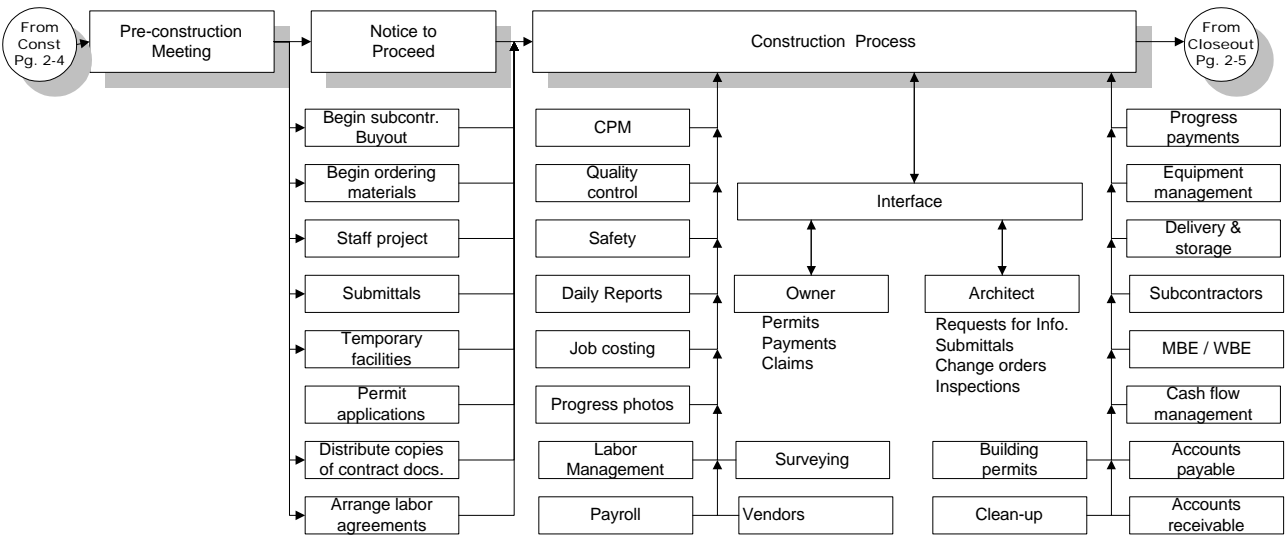 From
Const
Pg. 2-4
Pre-construction
Meeting
Notice to
Proceed
Construction Process
From
Closeout
Pg. 2-5
Begin subcontr.
Buyout
Begin ordering
materials
Staff project
Submittals
Temporary
facilities
Permit
applications
Distribute copies
of contract docs.
Arrange labor
agreements
CPM
Quality
control
Safety
Daily Reports
Job costing
Progress photos
Labor
Management
Payroll
Surveying
Vendors
Interface
Owner
Permits
Payments
Claims
Architect
Requests for Info.
Submittals
Change orders
Inspections
Building
permits
Clean-up
Progress
payments
Equipment
management
Delivery &
storage
Subcontractors
MBE / WBE
Cash flow
management
Accounts
payable
Accounts
receivable